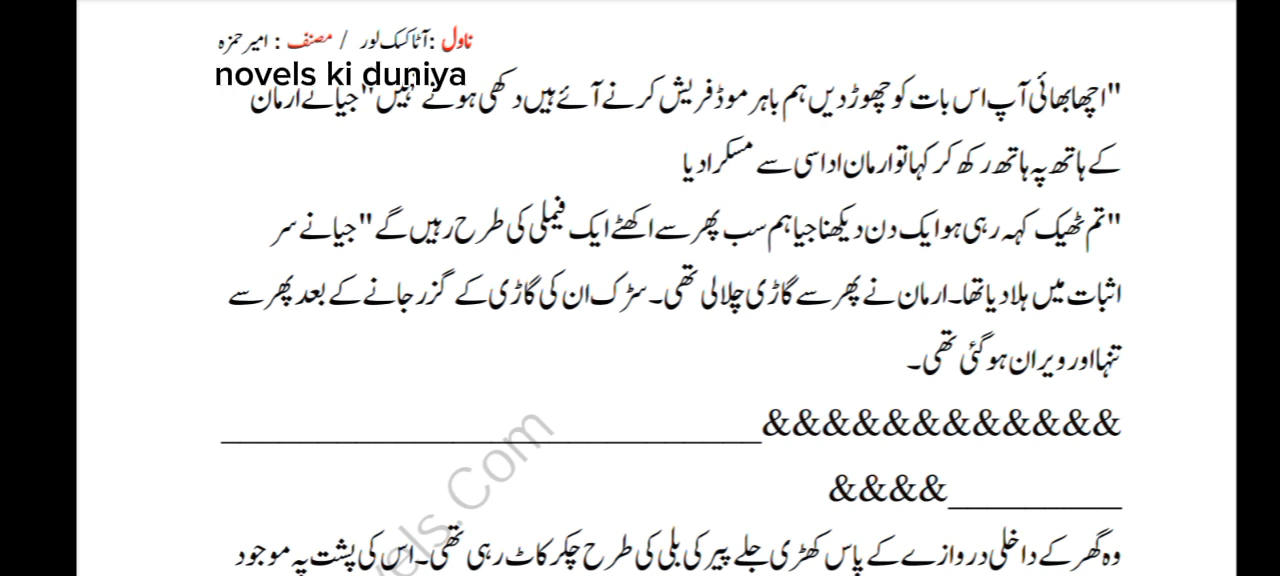 ناول :آٹاکسک لور / مصنف : امیر حمزہ
novels ki duniya
"اچھا بھائی آپ اس بات کو چھوڑ دیں ہم باہر موڈ فریش کرنے آئے ہیں دکھی ہونے نہیں" جیا نے ارمان
کے ہاتھ پہ ہاتھ رکھ کر کہا تو ارمان اداسی سے مسکرا دیا
"تم ٹھیک کہہ رہی ہو ایک دن دیکھنا جیا ہم سب پھر سے اکھٹے ایک فیملی کی طرح رہیں گے" جیا نے سر
اثبات میں ہلا دیا تھا۔ ارمان نے پھر سے گاڑی چلا لی تھی۔ سڑک ان کی گاڑی کے گزر جانے کے بعد پھر سے
تنہا اور ویران ہو گئی تھی۔
&&&&&&&&&&&&____________________________
__________&&&&
وہ گھر کے داخلی دروازے کے پاس کھڑی جلے پیر کی بلی کی طرح چکر کاٹ رہی تھی۔ اس کی پشت پہ موجود
els.Com